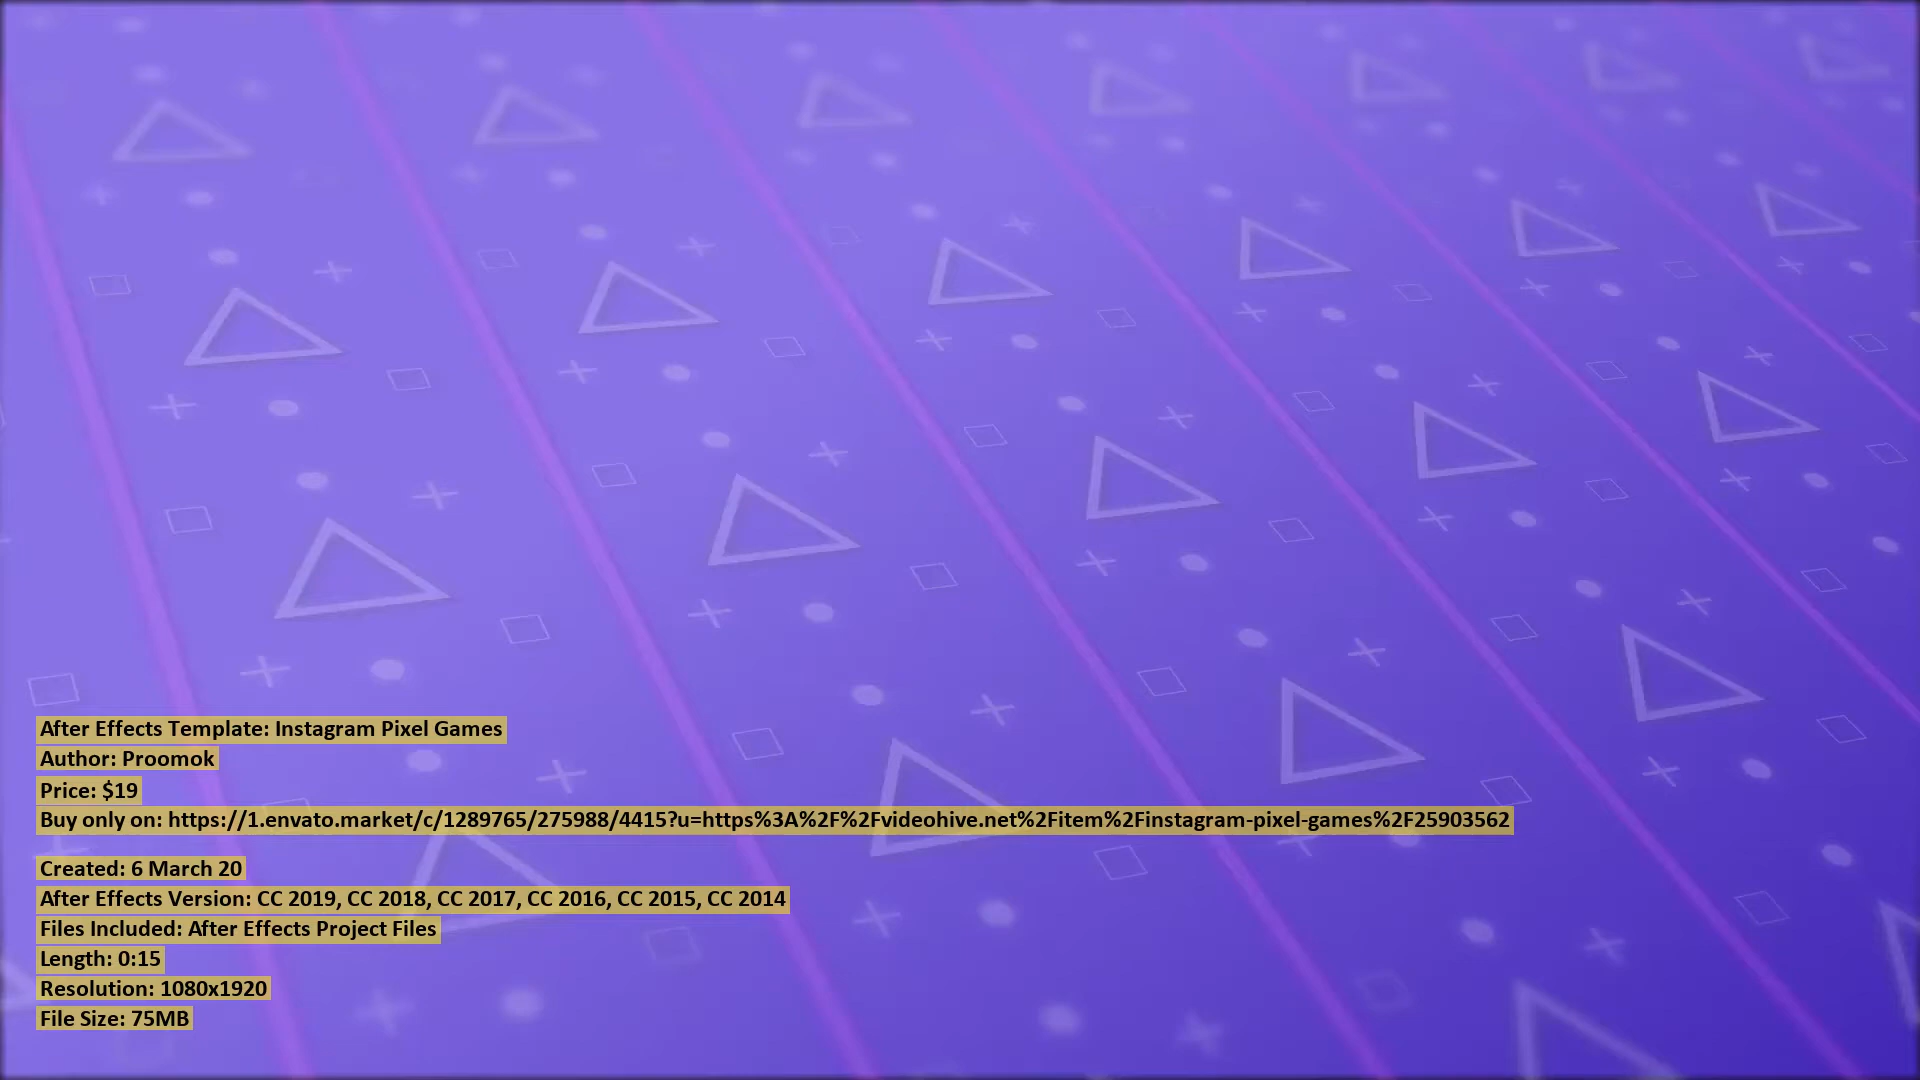 After Effects Template: Instagram Pixel Games
Author: Proomok
Price: $19
Buy only on: https://1.envato.market/c/1289765/275988/4415?u=https%3A%2F%2Fvideohive.net%2Fitem%2Finstagram-pixel-games%2F25903562
Created: 6 March 20
After Effects Version: CC 2019, CC 2018, CC 2017, CC 2016, CC 2015, CC 2014
Files Included: After Effects Project Files
Length: 0:15
Resolution: 1080x1920
File Size: 75MB